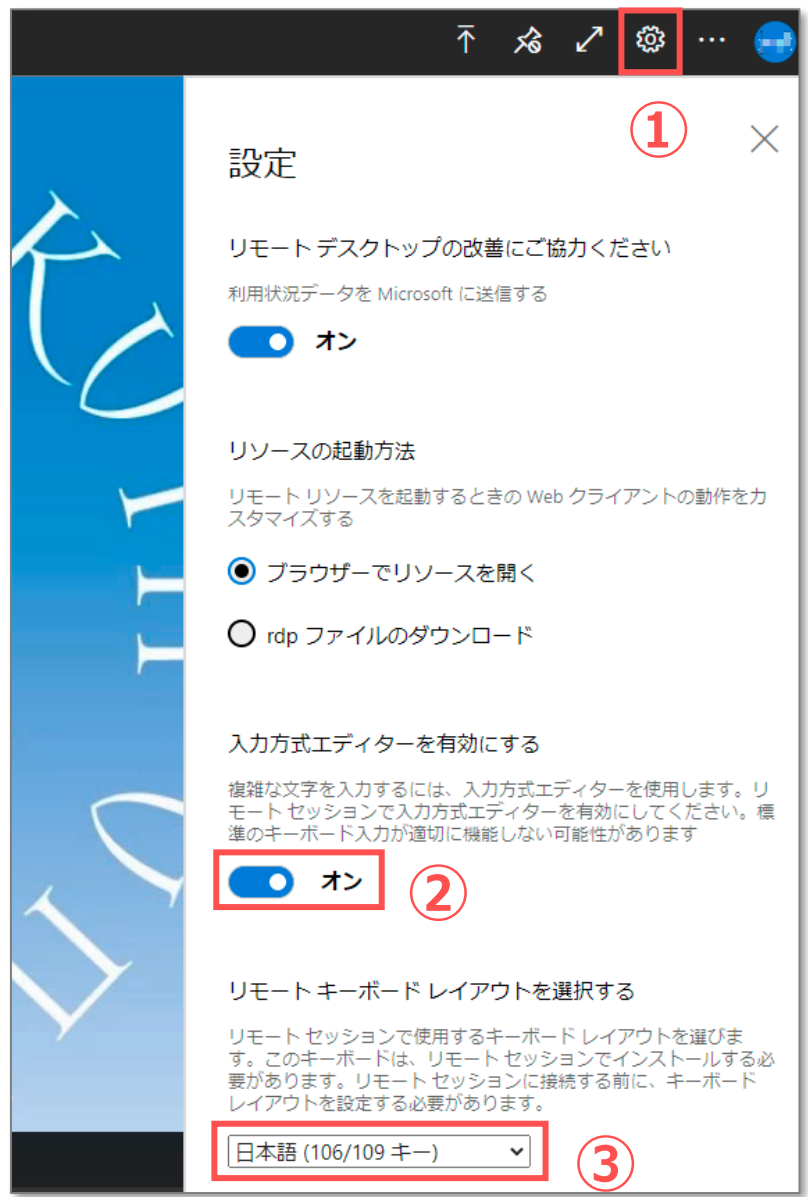 ①
設定
リモート デスクトップの改善にご協力ください
利用状況データを Microsoft に送信する
オン
リソースの起動方法
リモート リソースを起動するときの Web クライアントの動作をカ
スタマイズする
ブラウザーでリソースを開く
rdp ファイルのダウンロード
入力方式エディターを有効にする
複雑な文字を入力するには、入力方式エディターを使用します。リ
モート セッションで入力方式エディターを有効にしてください。標
準のキーボード入力が適切に機能しない可能性があります
オン ②
リモート キーボード レイアウトを選択する
リモート セッションで使用するキーボード レイアウトを選びま
す。このキーボードは、リモート セッションでインストールする必
要があります。リモート セッションに接続する前に、キーボード
レイアウトを設定する必要があります。
日本語 (106/109 キー) ③